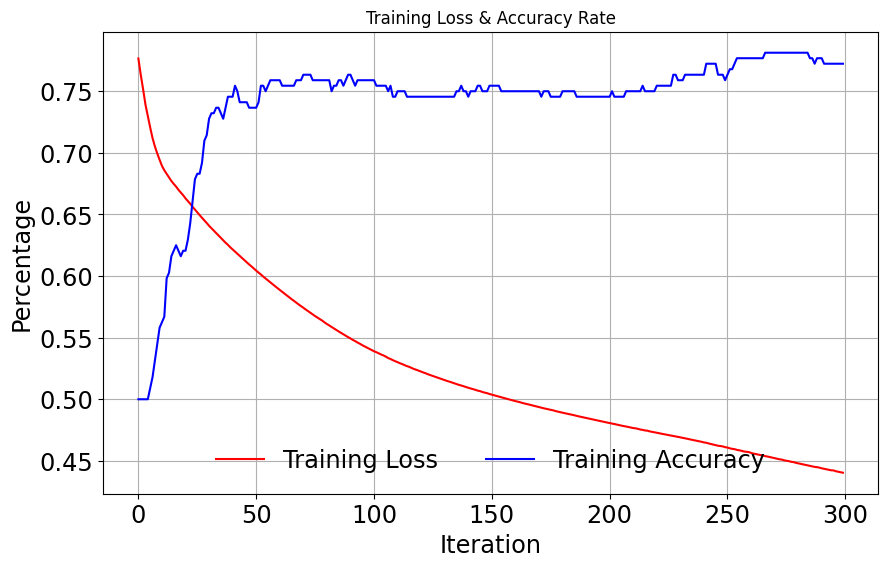 Training Loss & Accuracy Rate
Percentage
0.75
0.70
0.65
0.60
0.55
0.50
0.45
Training Loss
Training Accuracy
0 50 100 150 200 250 300
Iteration